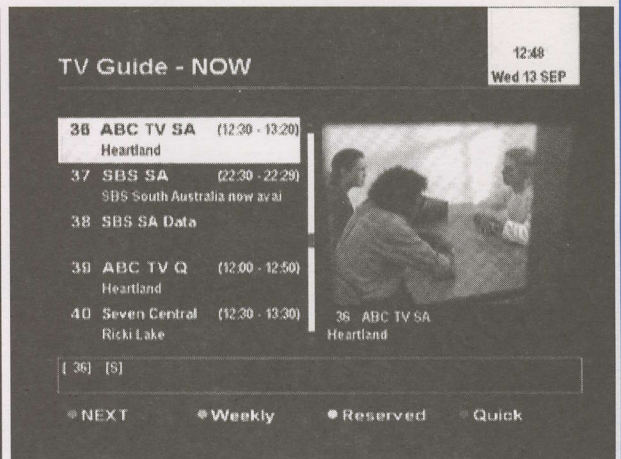 TV Guide - NOW
12:48
Wed 13 SEP
36 ABC TV SA (12:30 - 13:20)
Heartland
37 SBS SA (22:30 - 22:29)
SBS South Australia now avai
38 SBS SA Data
39 ABC TV Q (12:00 - 12:50)
Heartland
40 Seven Central (12:30 - 13:30)
Ricki Lake
36 ABC TV SA
Heartland
[ 36] [S]
NEXT Weekly Reserved Quick